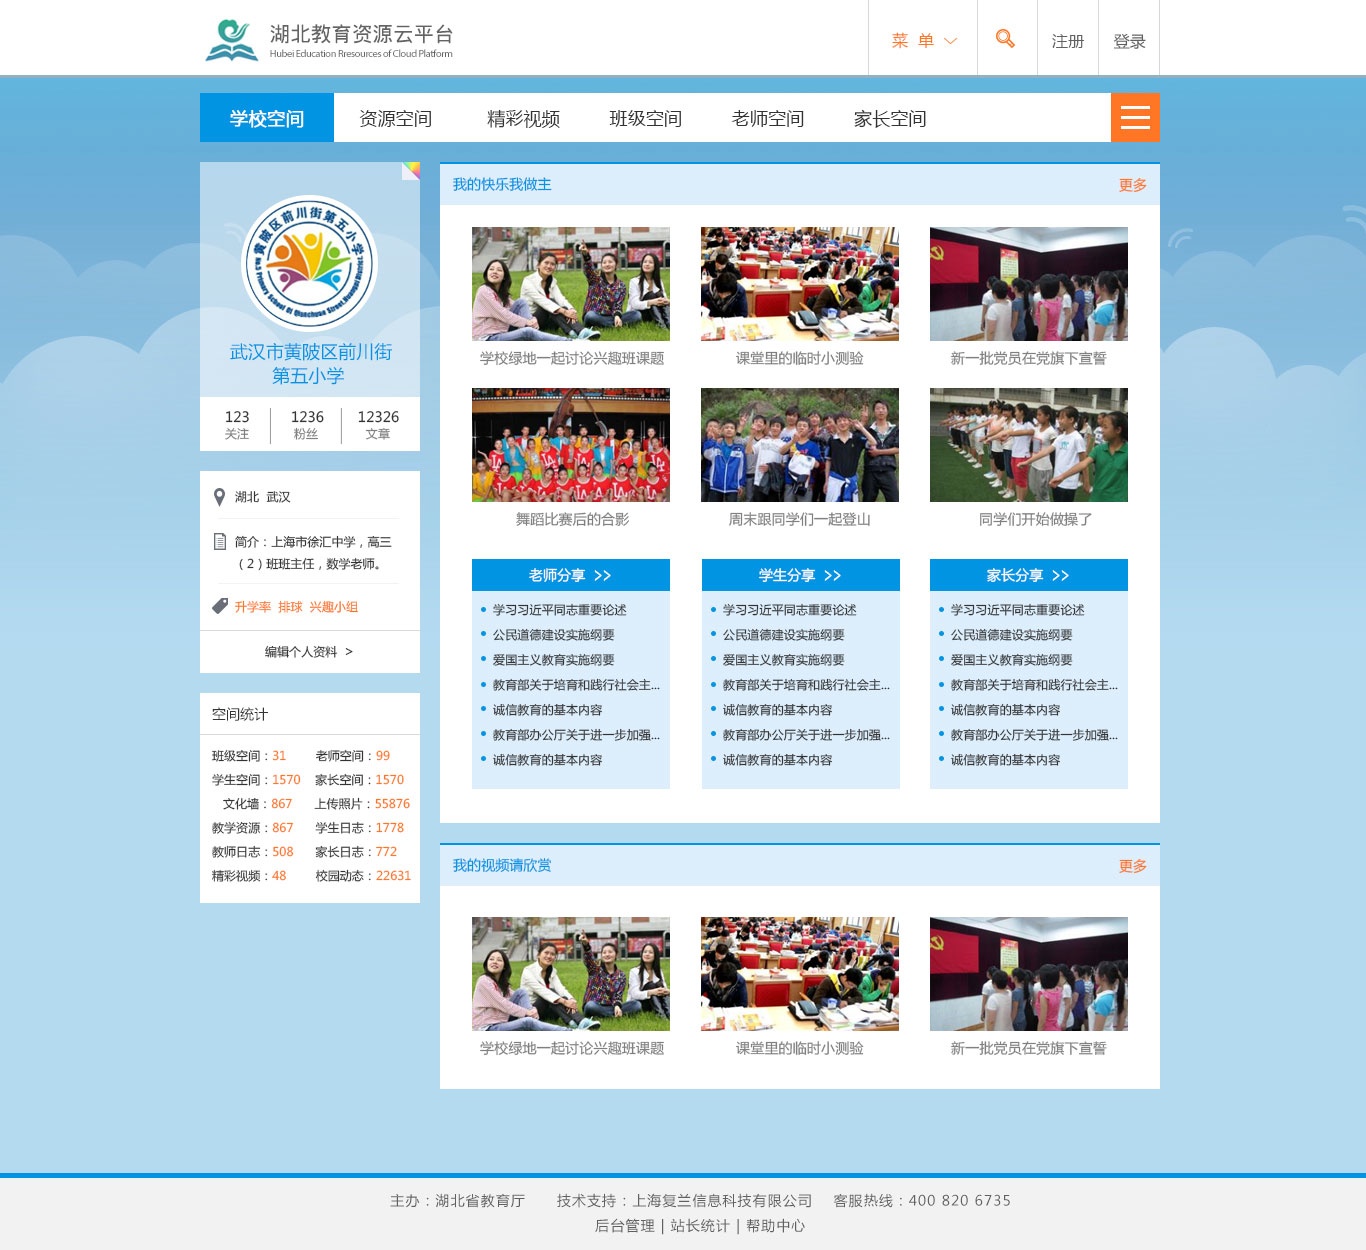 湖北教育资源云平台
Hubei Education Rresources of Cloud Platform
菜 单
注册
登录
学校空间 资源空间 精彩视频 班级空间 老师空间 家长空间
黄陂区前川街第五小学
武汉市黄陂区前川街
第五小学
123 1236 12326
关注 粉丝 文章
湖北 武汉
简介：上海市徐汇中学，高三
（2）班班主任，数学老师。
升学率 排球 兴趣小组
编辑个人资料 >
空间统计
班级空间：31 老师空间：99
学生空间：1570 家长空间：1570
文化墙：867 上传照片：55876
教学资源：867 学生日志：1778
教师日志：508 家长日志：772
精彩视频：48 校园动态：22631
我的快乐我做主 更多
学校绿地一起讨论兴趣班课题 课堂里的临时小测验 新一批党员在党旗下宣誓
舞蹈比赛后的合影 周末跟同学们一起登山 同学们开始做操了
老师分享 >>
学习习近平同志重要论述
公民道德建设实施纲要
爱国主义教育实施纲要
教育部关于培育和践行社会主...
诚信教育的基本内容
教育部办公厅关于进一步加强...
诚信教育的基本内容
学生分享 >>
学习习近平同志重要论述
公民道德建设实施纲要
爱国主义教育实施纲要
教育部关于培育和践行社会主...
诚信教育的基本内容
教育部办公厅关于进一步加强...
诚信教育的基本内容
家长分享 >>
学习习近平同志重要论述
公民道德建设实施纲要
爱国主义教育实施纲要
教育部关于培育和践行社会主...
诚信教育的基本内容
教育部办公厅关于进一步加强...
诚信教育的基本内容
我的视频请欣赏 更多
学校绿地一起讨论兴趣班课题 课堂里的临时小测验 新一批党员在党旗下宣誓
主办：湖北省教育厅 技术支持：上海复兰信息科技有限公司 客服热线：400 820 6735
后台管理 | 站长统计 | 帮助中心